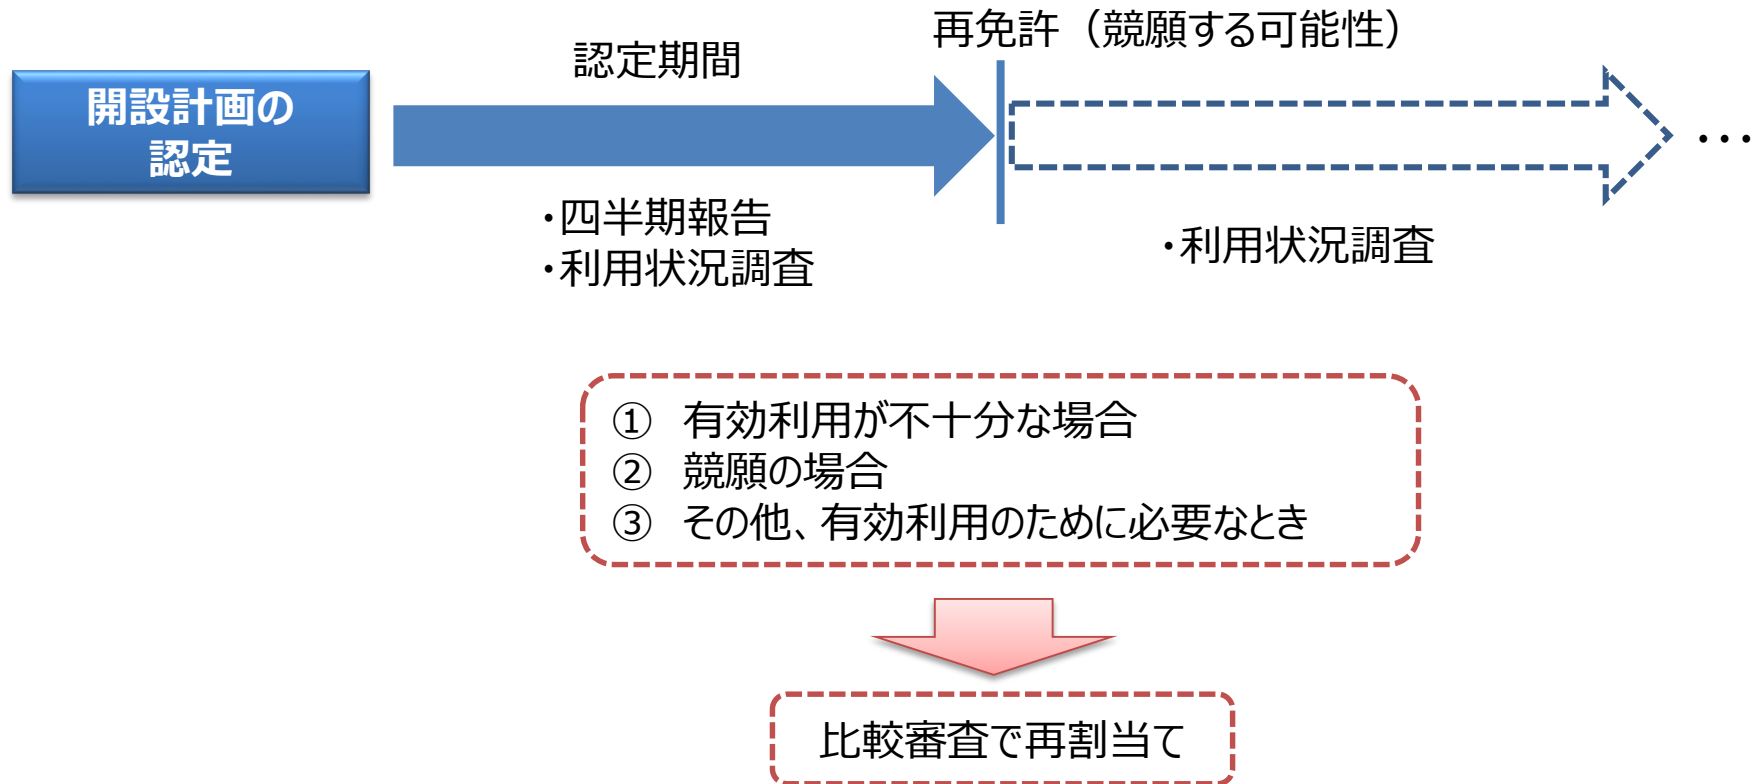 開設計画の
認定
認定期間
再免許（競願する可能性）
…
・四半期報告
・利用状況調査
・利用状況調査
① 有効利用が不十分な場合
② 競願の場合
③ その他、有効利用のために必要なとき
比較審査で再割当て